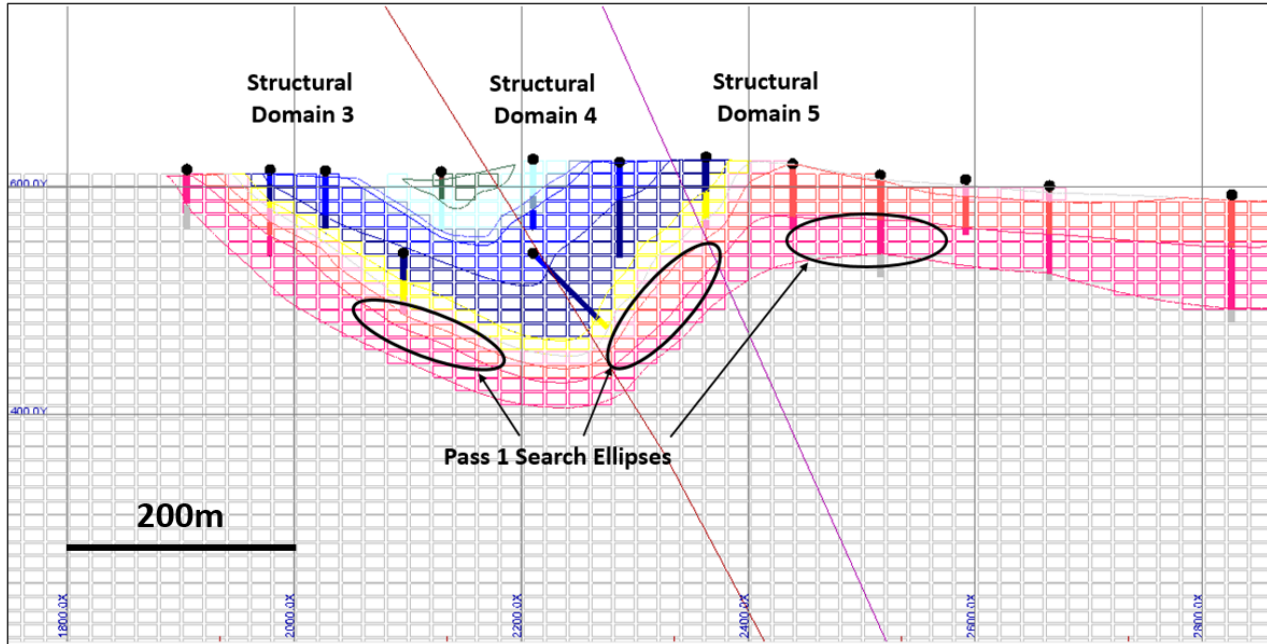 Structural
Domain 3
Structural
Domain 4
Structural
Domain 5
600.0Y
400.0Y
Pass 1 Search Ellipses
200m
1800.0X
2000.0X
2200.0X
2400.0X
2600.0X
2800.0X